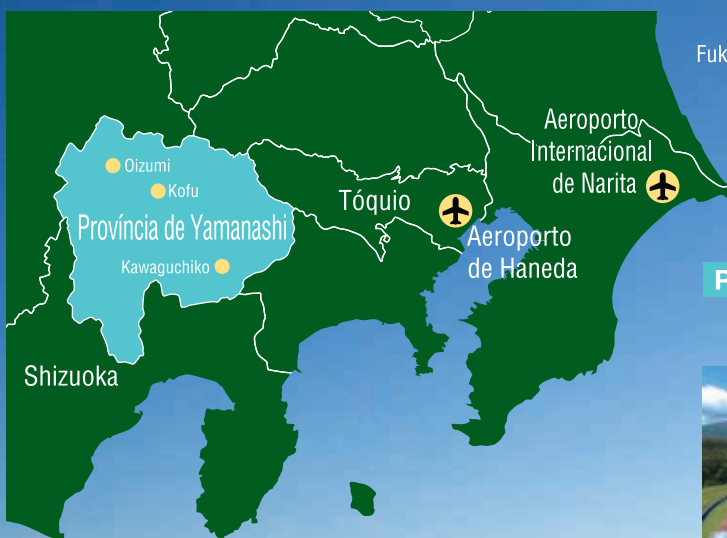 Fuk
Aeroporto
Internacional
de Narita
Oizumi
Kofu
Tóquio
Província de Yamanashi
Aeroporto
de Haneda
Kawaguchiko
P
Shizuoka